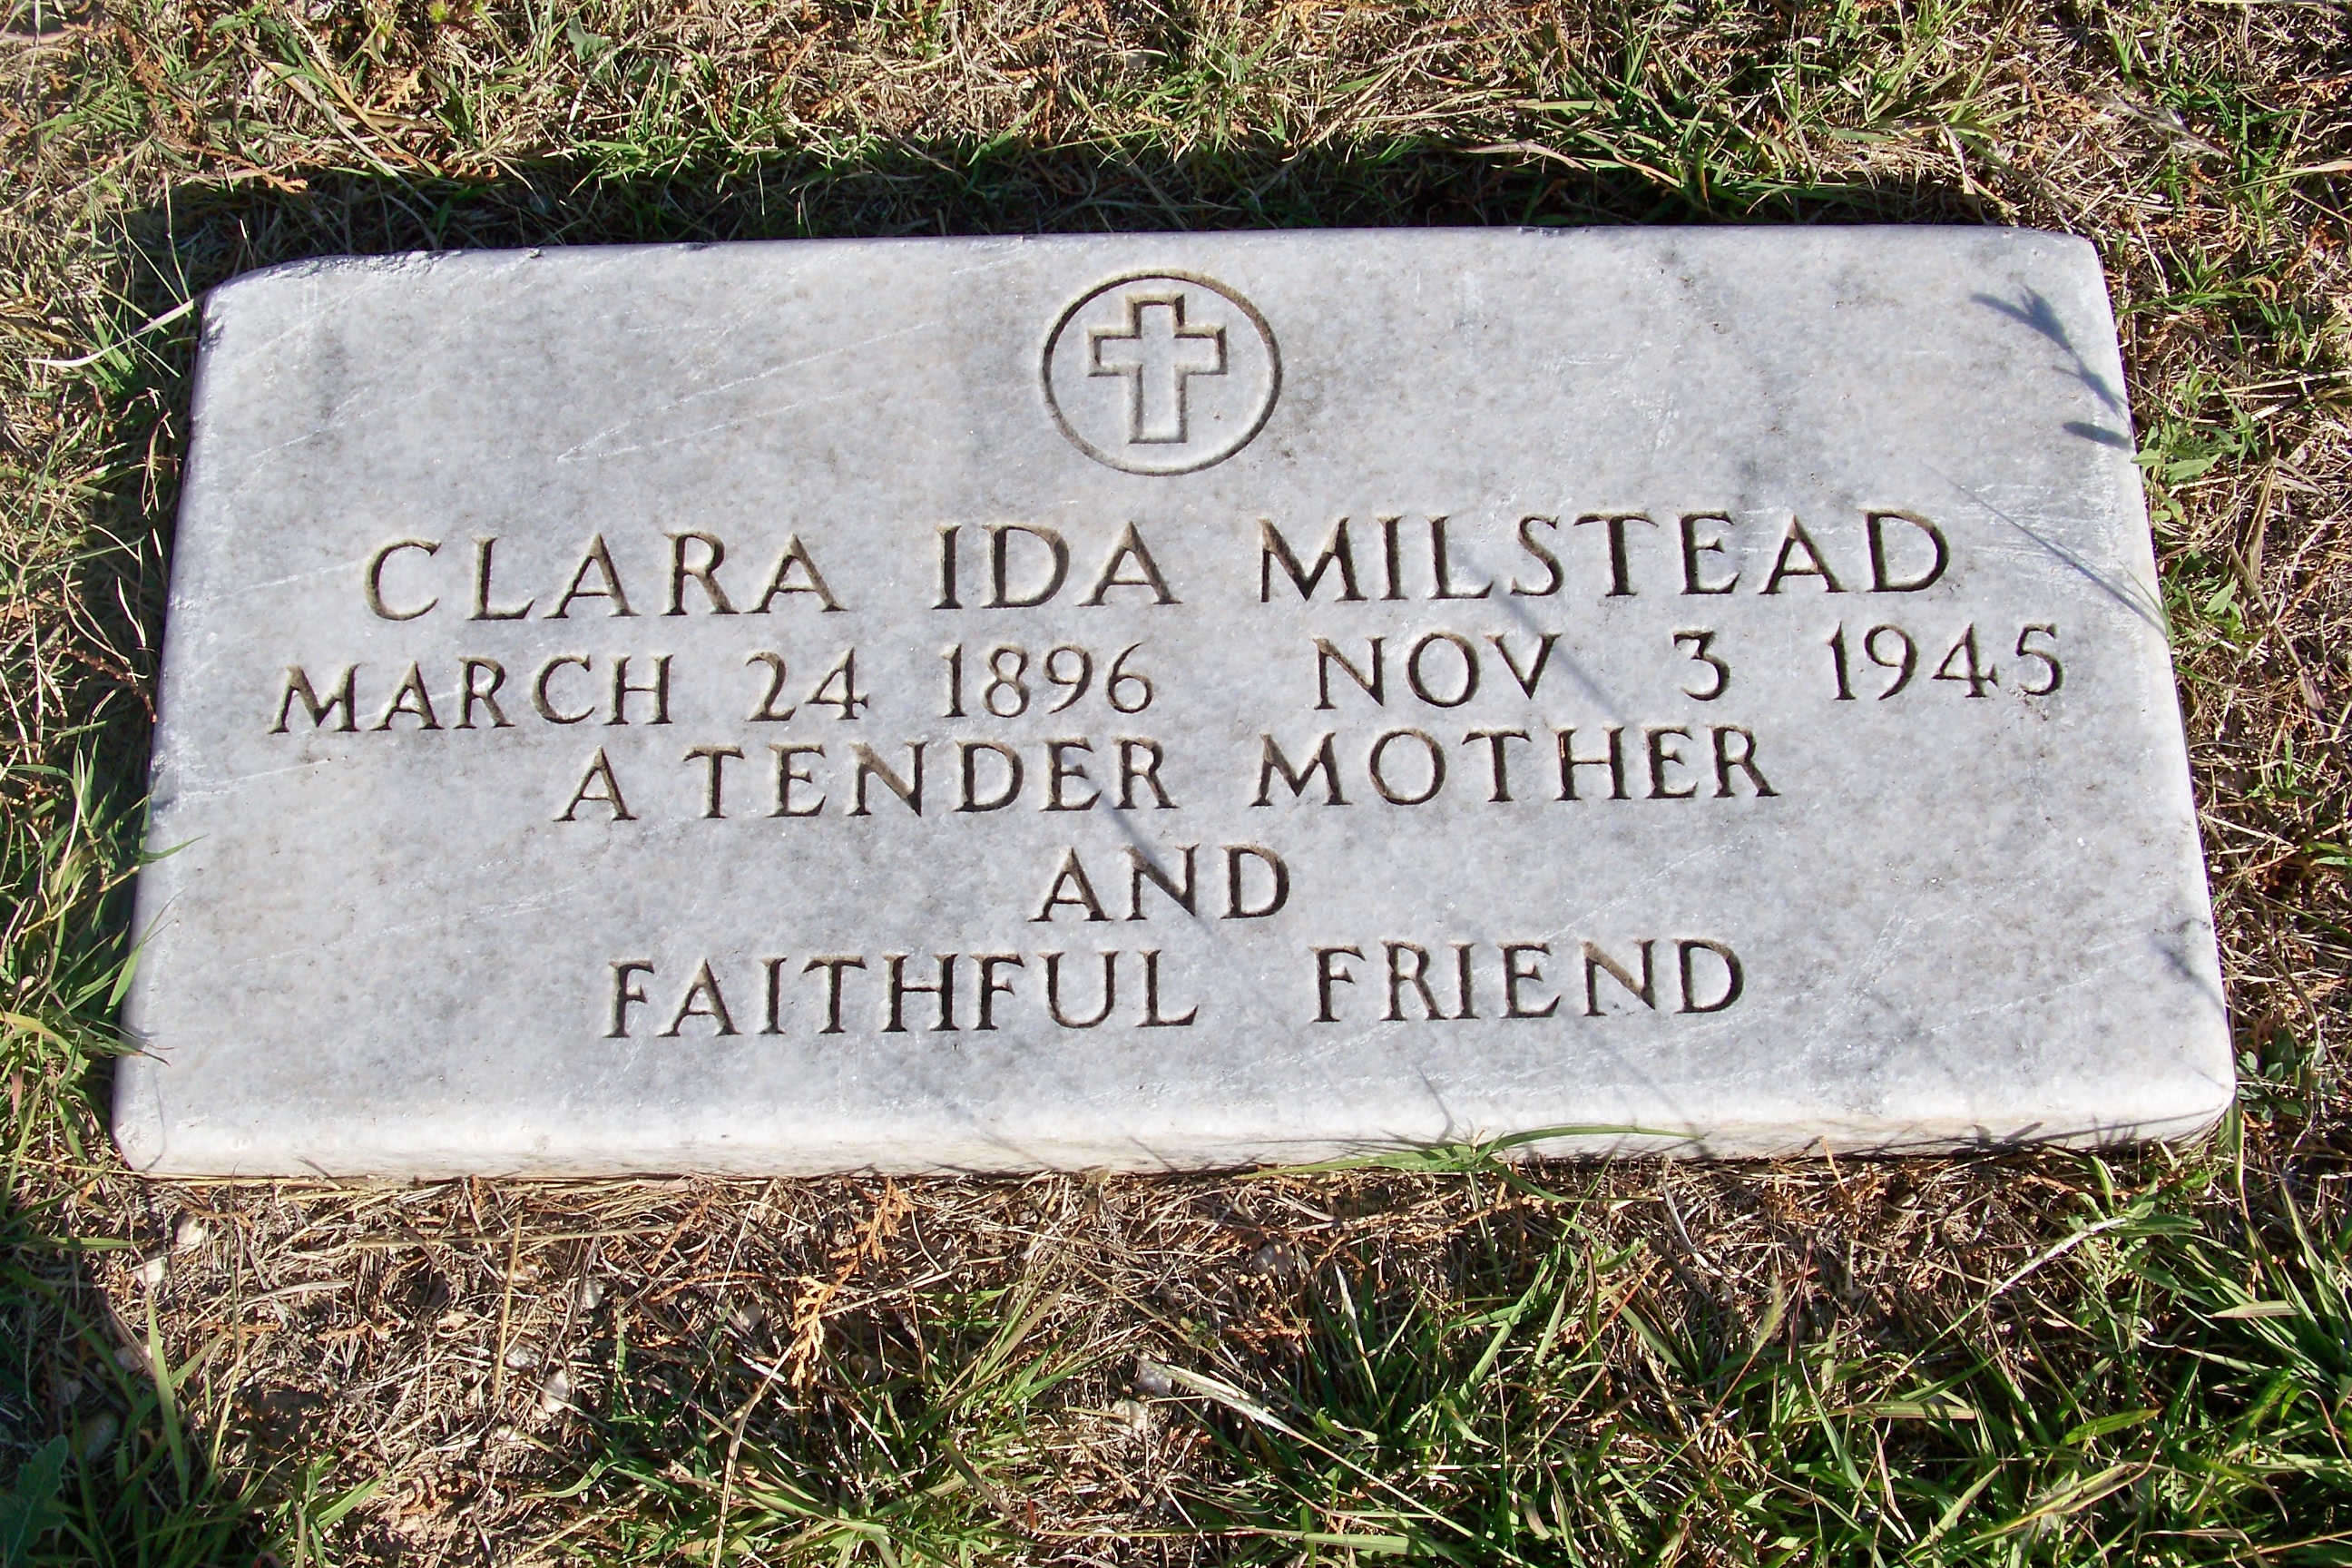 CLARA IDA MILSTEAD
MARCH 24 1896 NOV 3 1945
A TENDER MOTHER
AND
FAITHFUL FRIEND